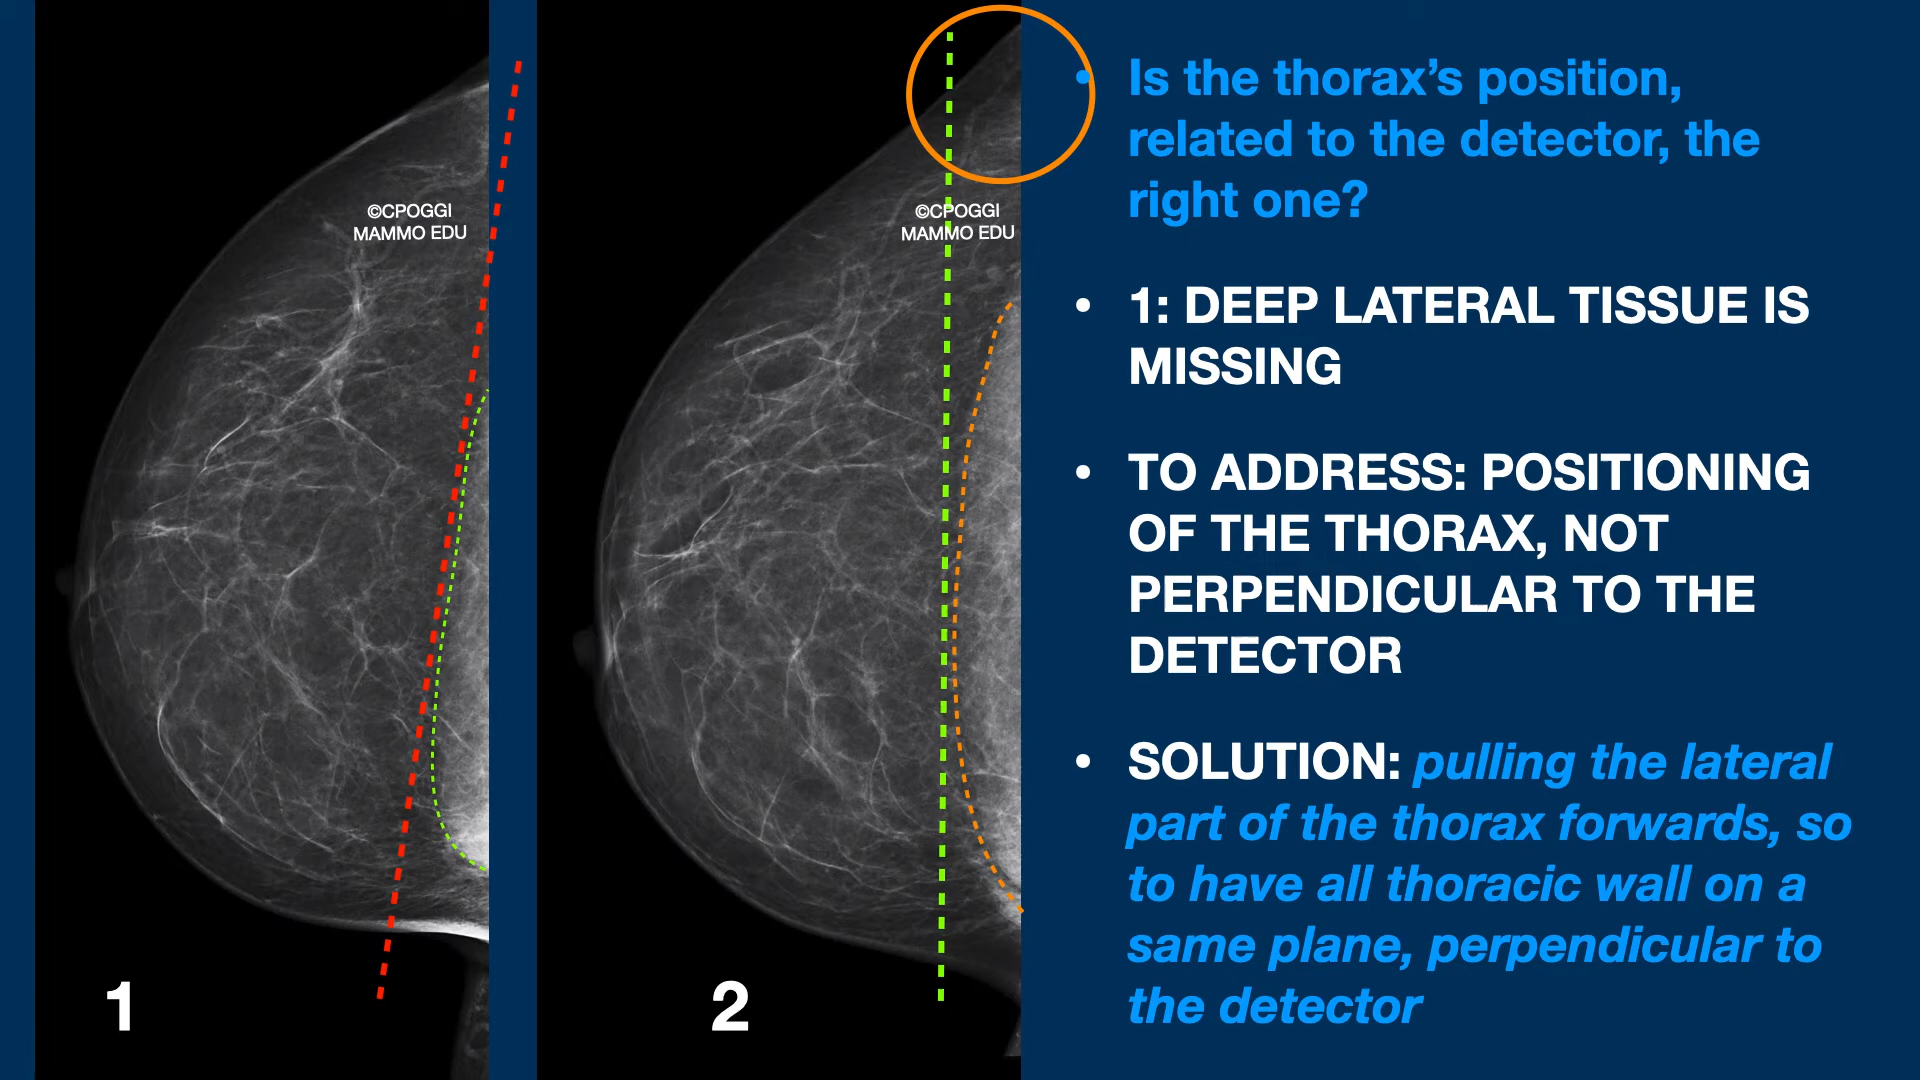 ©CPOGGI
MAMMO EDU
1
©CPOGGI
MAMMO EDU
2
• Is the thorax’s position,
related to the detector, the
right one?
• 1: DEEP LATERAL TISSUE IS
MISSING
• TO ADDRESS: POSITIONING
OF THE THORAX, NOT
PERPENDICULAR TO THE
DETECTOR
• SOLUTION: pulling the lateral
part of the thorax forwards, so
to have all thoracic wall on a
same plane, perpendicular to
the detector